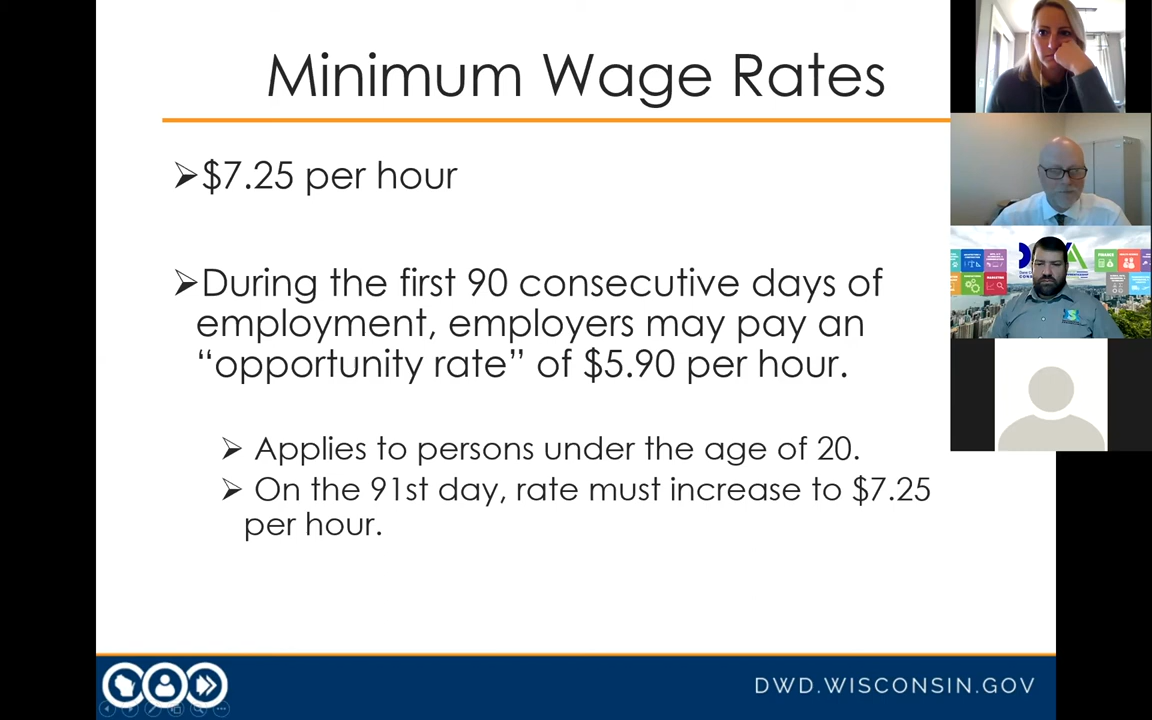 Minimum Wage Rates
➢$7.25 per hour
➢During the first 90 consecutive days of
employment, employers may pay an
“opportunity rate” of $5.90 per hour.
➢ Applies to persons under the age of 20.
➢ On the 91st day, rate must increase to $7.25
per hour.
DWD.WISCONSIN.GOV